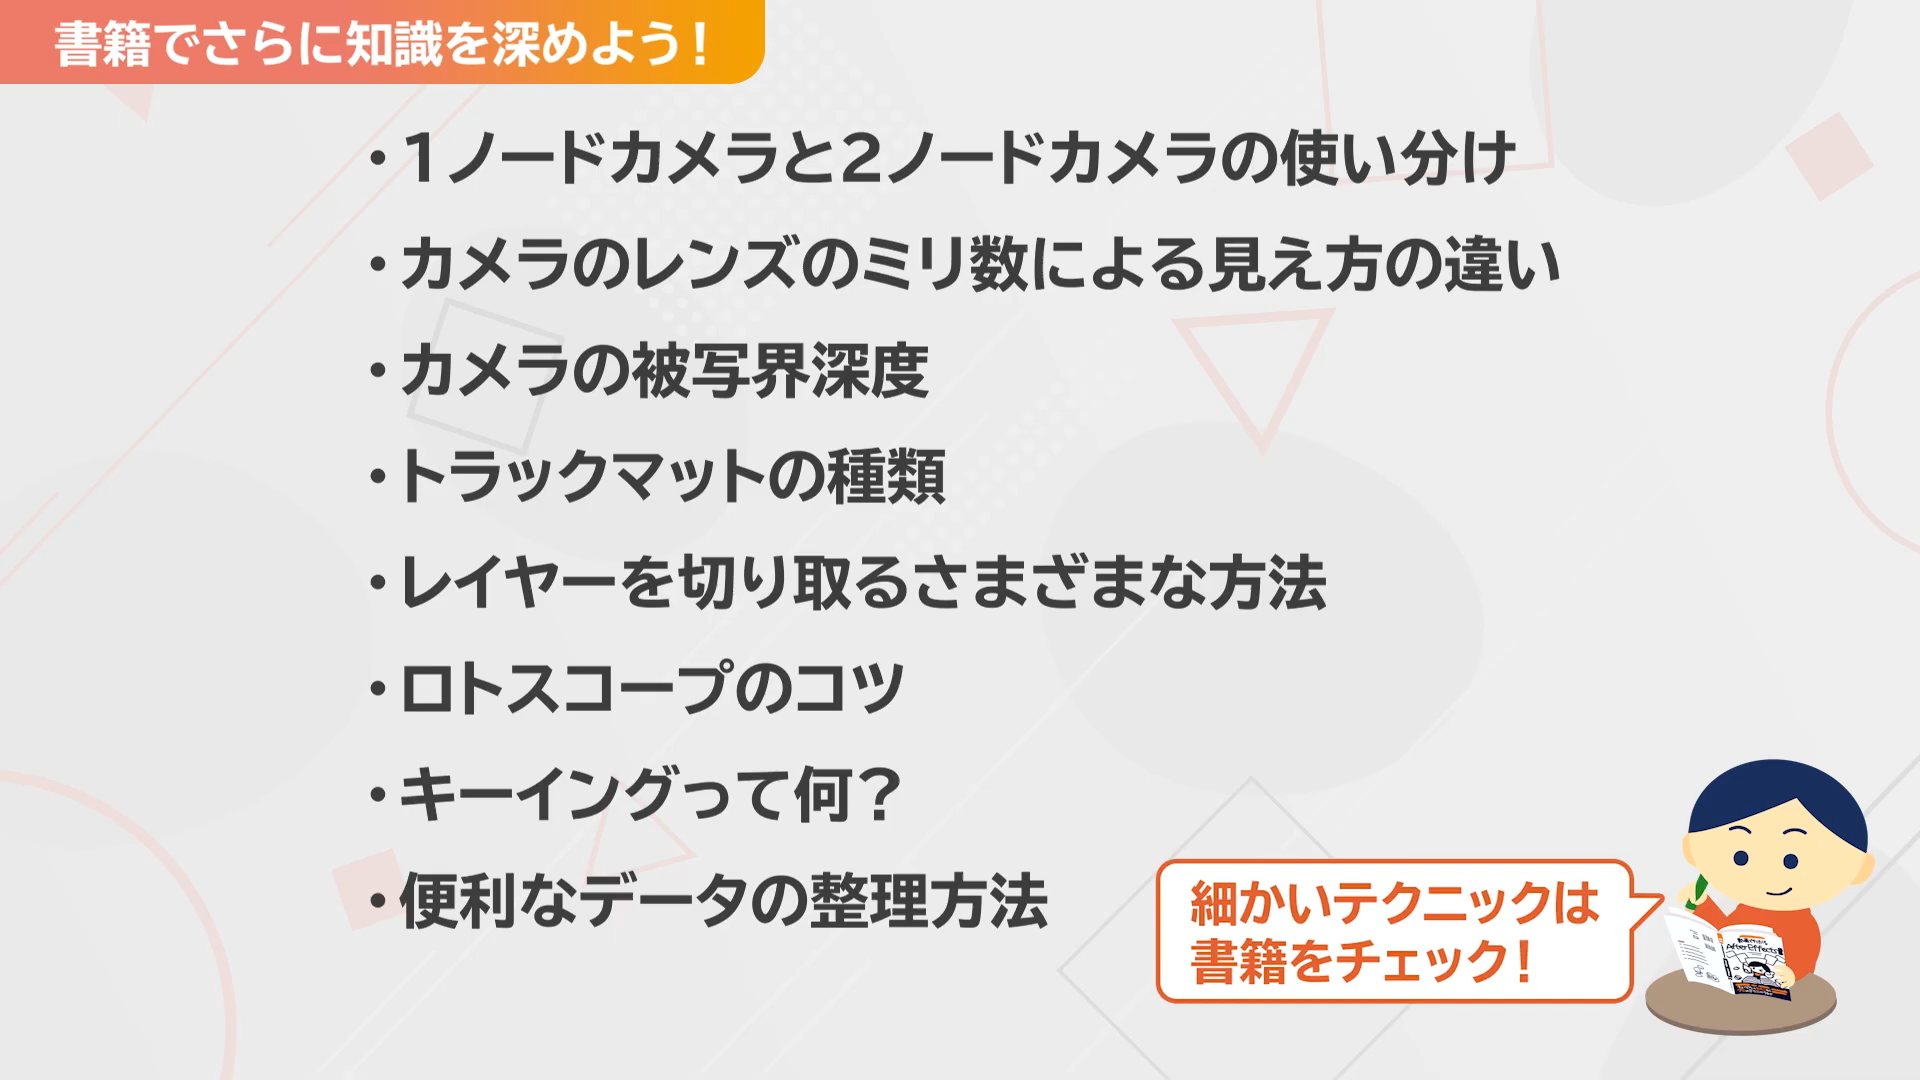 書籍でさらに知識を深めよう！
・1ノードカメラと2ノードカメラの使い分け
・カメラのレンズのミリ数による見え方の違い
・カメラの被写界深度
・トラックマットの種類
・レイヤーを切り取るさまざまな方法
・ロトスコープのコツ
・キーイングって何？
・便利なデータの整理方法
細かいテクニックは
書籍をチェック！
AfterEffects